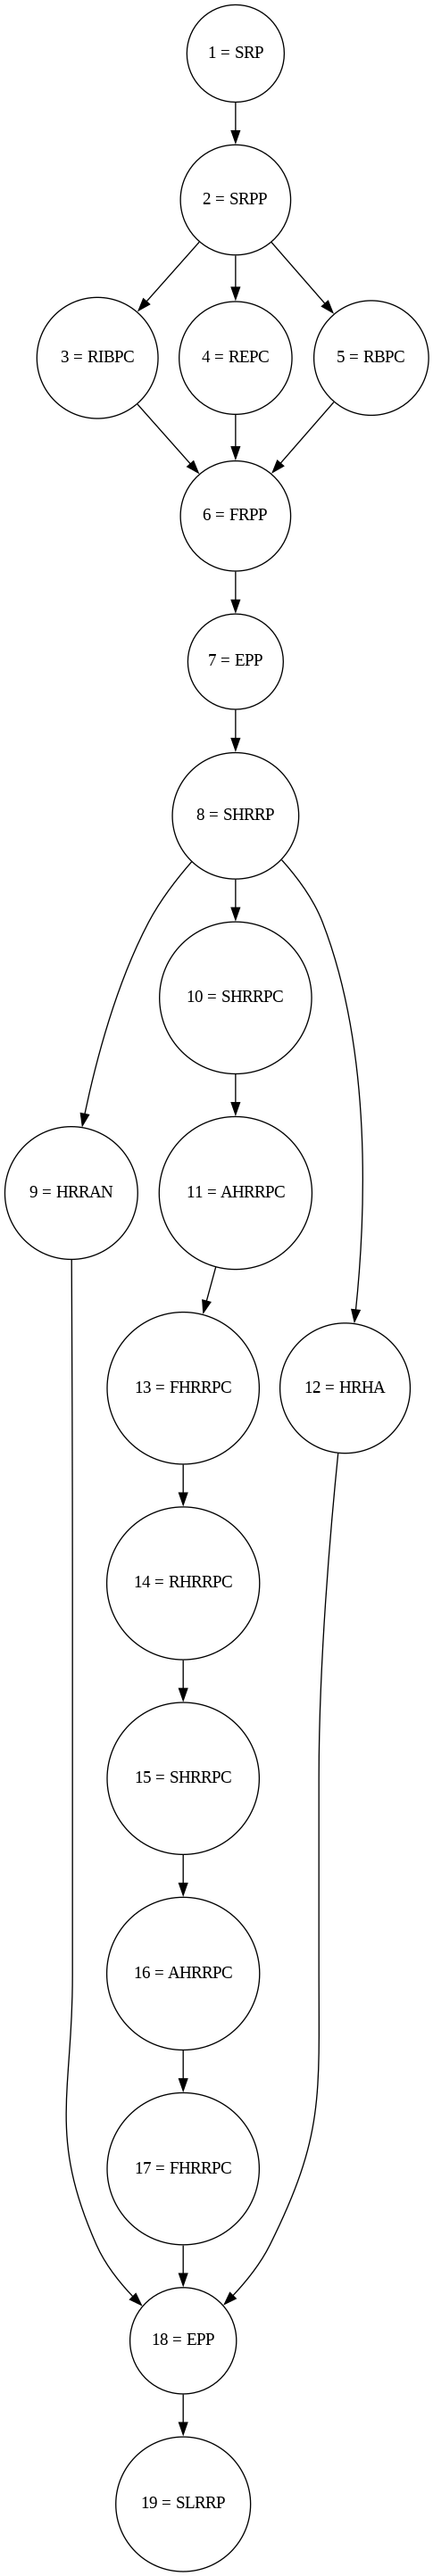 1 = SRP
2 = SRPP
3 = RIBPC
4 = REPC
5 = RBPC
6 = FRPP
7 = EPP
8 = SHRRP
10 = SHRRPC
9 = HRRAN
11 = AHRRPC
13 = FHRRPC
12 = HRHA
14 = RHRRPC
15 = SHRRPC
16 = AHRRPC
17 = FHRRPC
18 = EPP
19 = SLRRP